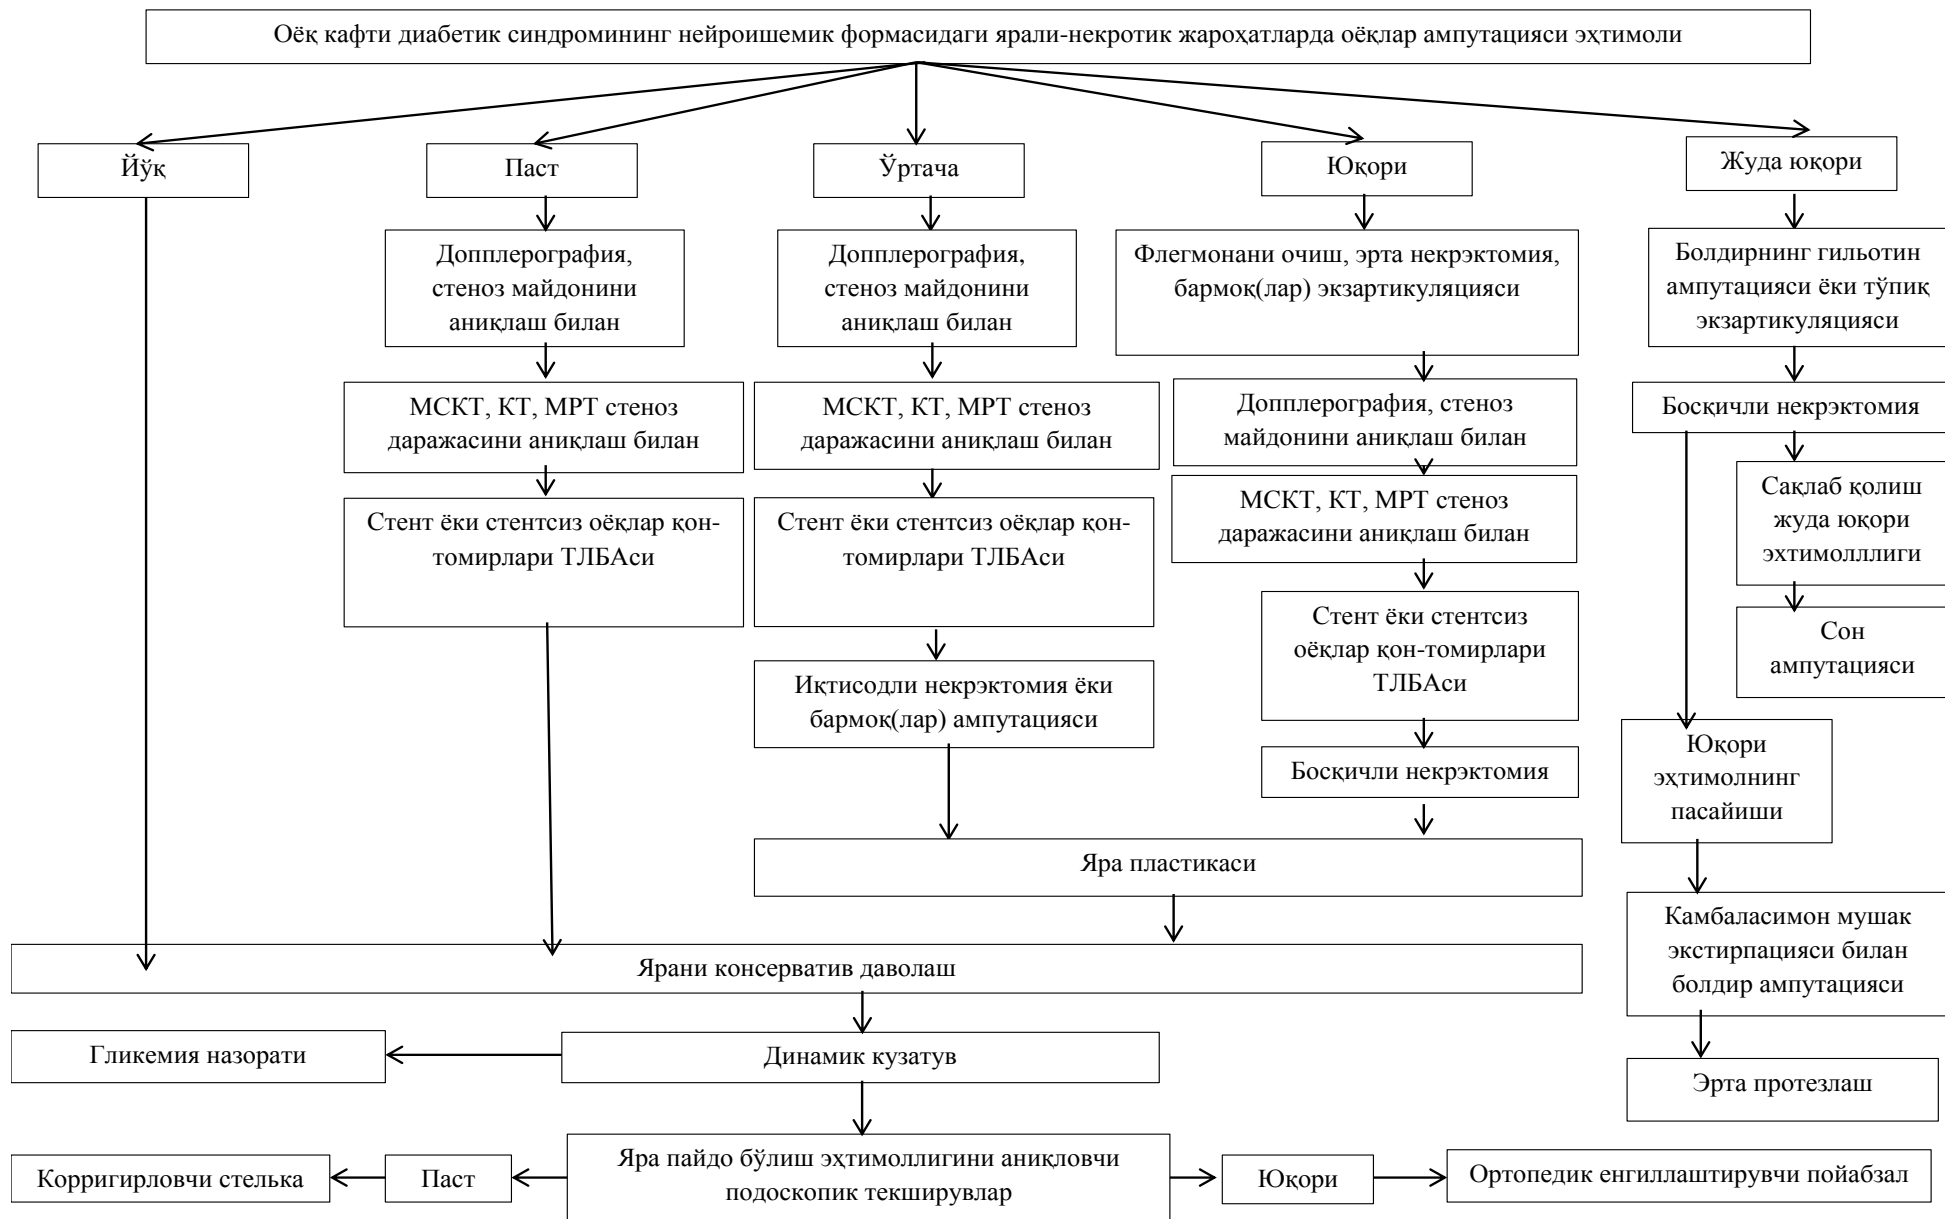 Оёқ кафти диабетик синдромининг нейроишемик формасидаги ярали-некротик жароҳатларда оёқлар ампутацияси эҳтимоли
Йўқ
Паст
Ўртача
Юқори
Жуда юқори
Допплерография,
стеноз майдонини
аниқлаш билан
Допплерография,
стеноз майдонини
аниқлаш билан
Флегмонани очиш, эрта некрэктомия,
бармоқ(лар) экзартикуляцияси
Болдирнинг гильотин
ампутацияси ёки тўпиқ
экзартикуляцияси
МСКТ, КТ, МРТ стеноз
даражасини аниқлаш билан
МСКТ, КТ, МРТ стеноз
даражасини аниқлаш билан
Допплерография, стеноз
майдонини аниқлаш билан
Босқичли некрэктомия
Стент ёки стентсиз оёқлар қон-
томирлари ТЛБАси
Стент ёки стентсиз оёқлар қон-
томирлари ТЛБАси
МСКТ, КТ, МРТ стеноз
даражасини аниқлаш билан
Сақлаб қолиш
жуда юқори
эхтимолллиги
Стент ёки стентсиз
оёқлар қон-томирлари
ТЛБАси
Сон
ампутацияси
Иқтисодли некрэктомия ёки
бармоқ(лар) ампутацияси
Босқичли некрэктомия
Юқори
эҳтимолнинг
пасайиши
Яра пластикаси
Камбаласимон мушак
экстирпацияси билан
болдир ампутацияси
Ярани консерватив даволаш
Гликемия назорати
Динамик кузатув
Эрта протезлаш
Корригирловчи стелька
Паст
Яра пайдо бўлиш эҳтимоллигини аниқловчи
подоскопик текширувлар
Юқори
Ортопедик енгиллаштирувчи пойабзал